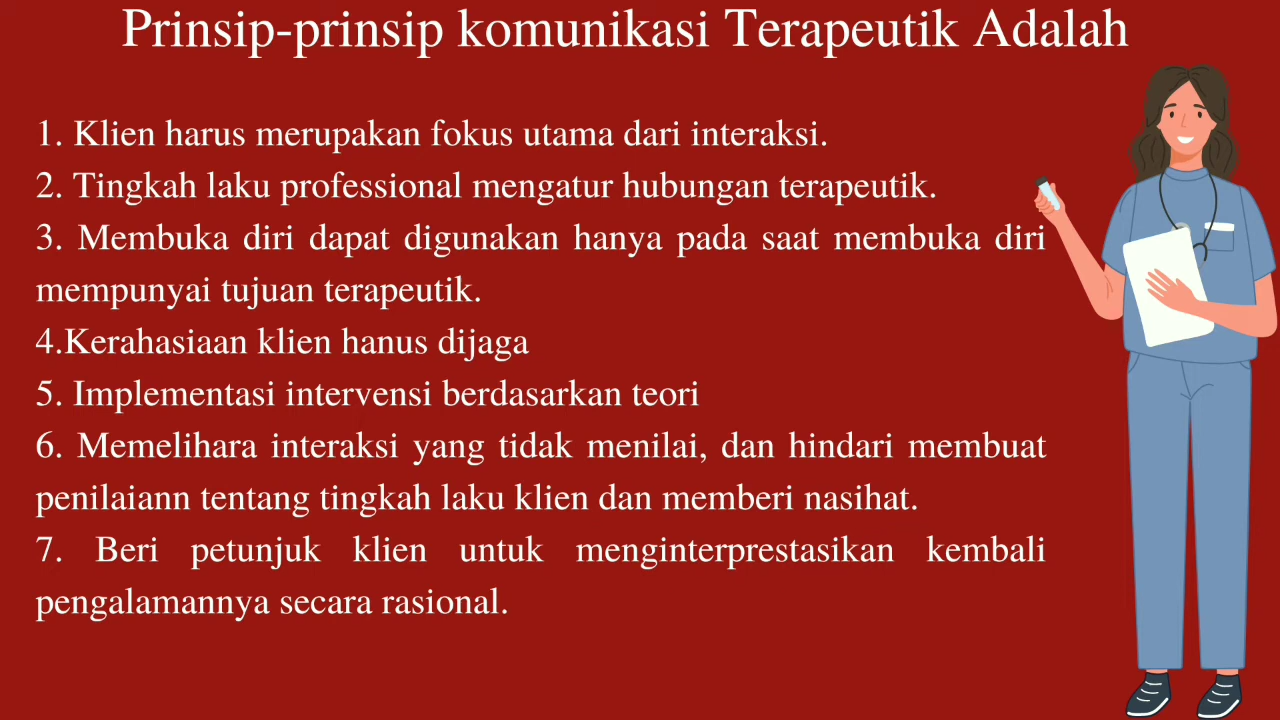 Prinsip-prinsip komunikasi Terapeutik Adalah
1. Klien harus merupakan fokus utama dari interaksi.
2. Tingkah laku professional mengatur hubungan terapeutik.
3. Membuka diri dapat digunakan hanya pada saat membuka diri
mempunyai tujuan terapeutik.
4.Kerahasiaan klien hanus dijaga
5. Implementasi intervensi berdasarkan teori
6. Memelihara interaksi yang tidak menilai, dan hindari membuat
penilaiann tentang tingkah laku klien dan memberi nasihat.
7. Beri petunjuk klien untuk menginterprestasikan kembali
pengalamannya secara rasional.